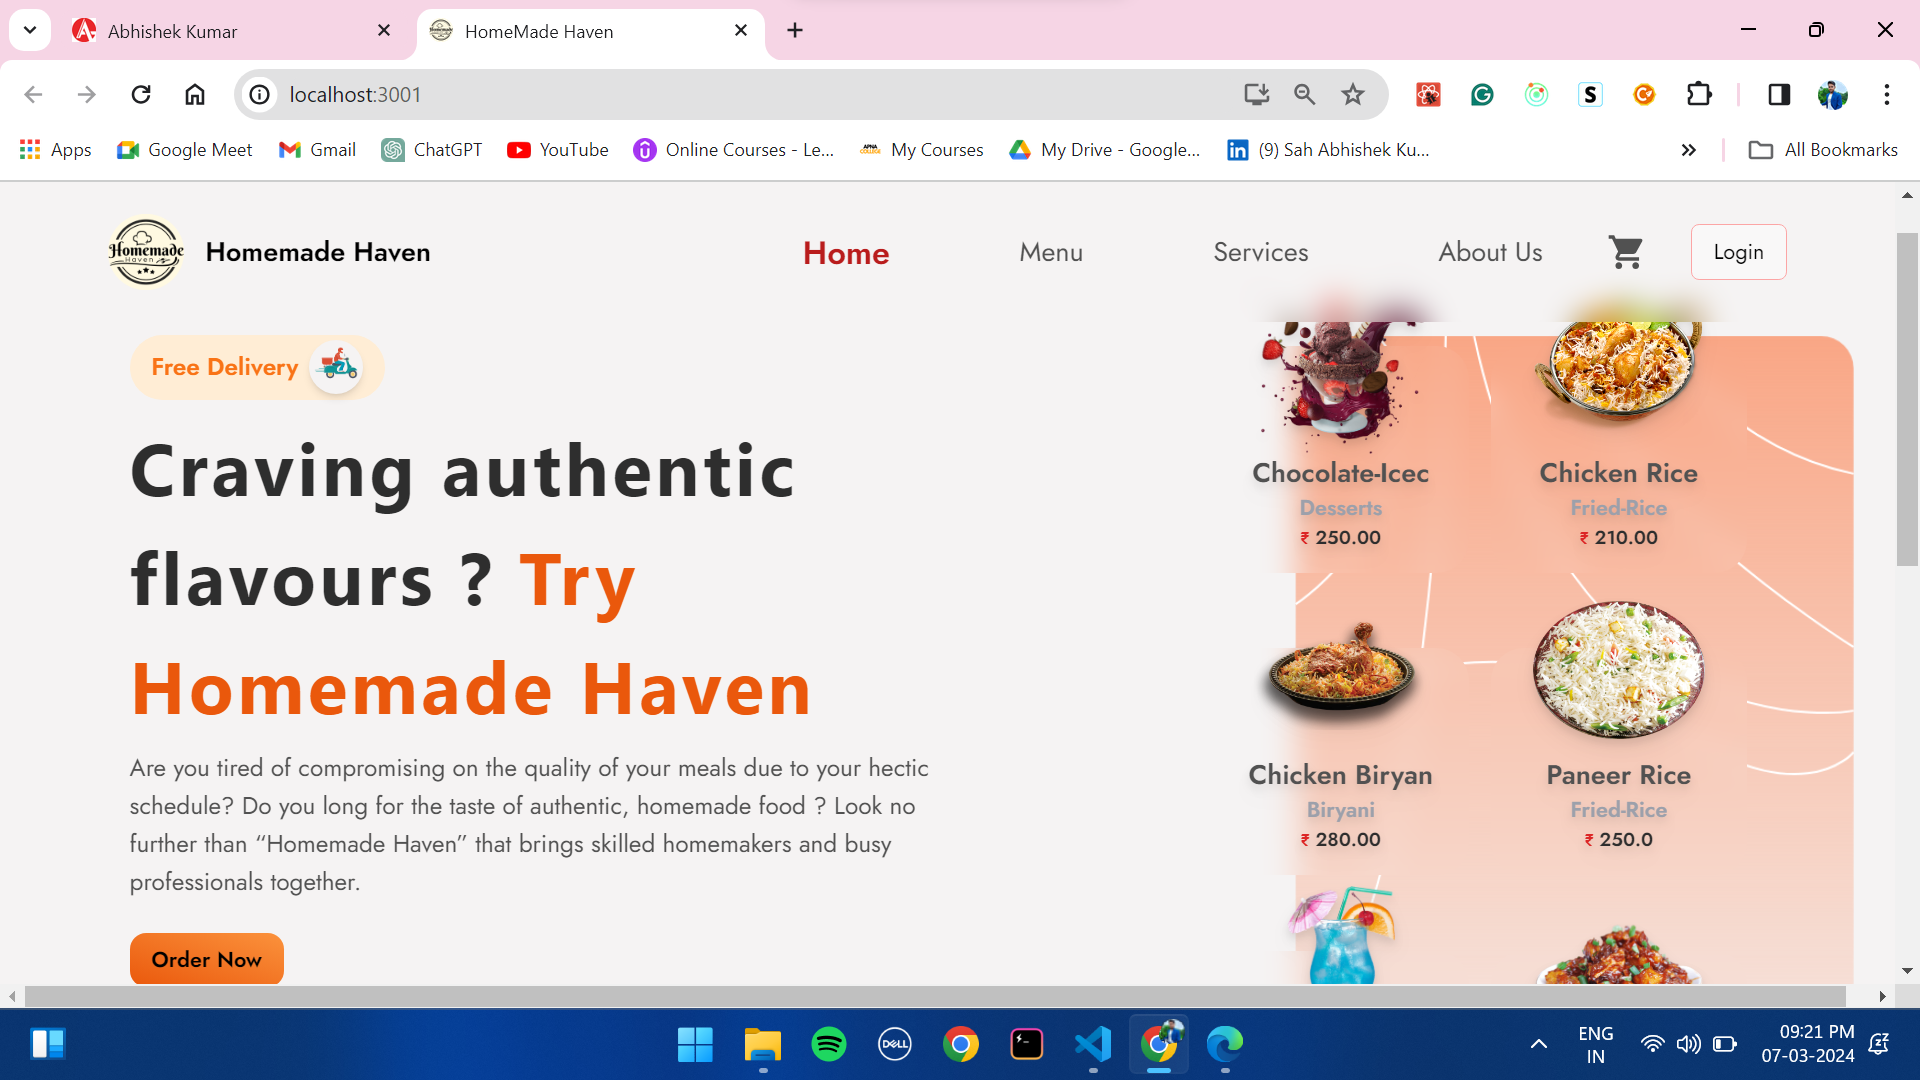 Abhishek Kumar
HomeMade Haven
localhost:3001
Apps
Google Meet
Gmail
ChatGPT
YouTube
Online Courses - Le...
My Courses
My Drive - Google...
(9) Sah Abhishek Ku...
All Bookmarks
Homemade
Haven
Homemade Haven
Home
Menu
Services
About Us
Login
Free Delivery
Craving authentic
flavours ? Try
Homemade Haven
Are you tired of compromising on the quality of your meals due to your hectic
schedule? Do you long for the taste of authentic, homemade food ? Look no
further than “Homemade Haven” that brings skilled homemakers and busy
professionals together.
Order Now
Chocolate-Icec
Desserts
₹ 250.00
Chicken Rice
Fried-Rice
₹ 210.00
Chicken Biryan
Biryani
₹ 280.00
Paneer Rice
Fried-Rice
₹ 250.0
DELL
ENG
IN
09:21 PM
07-03-2024